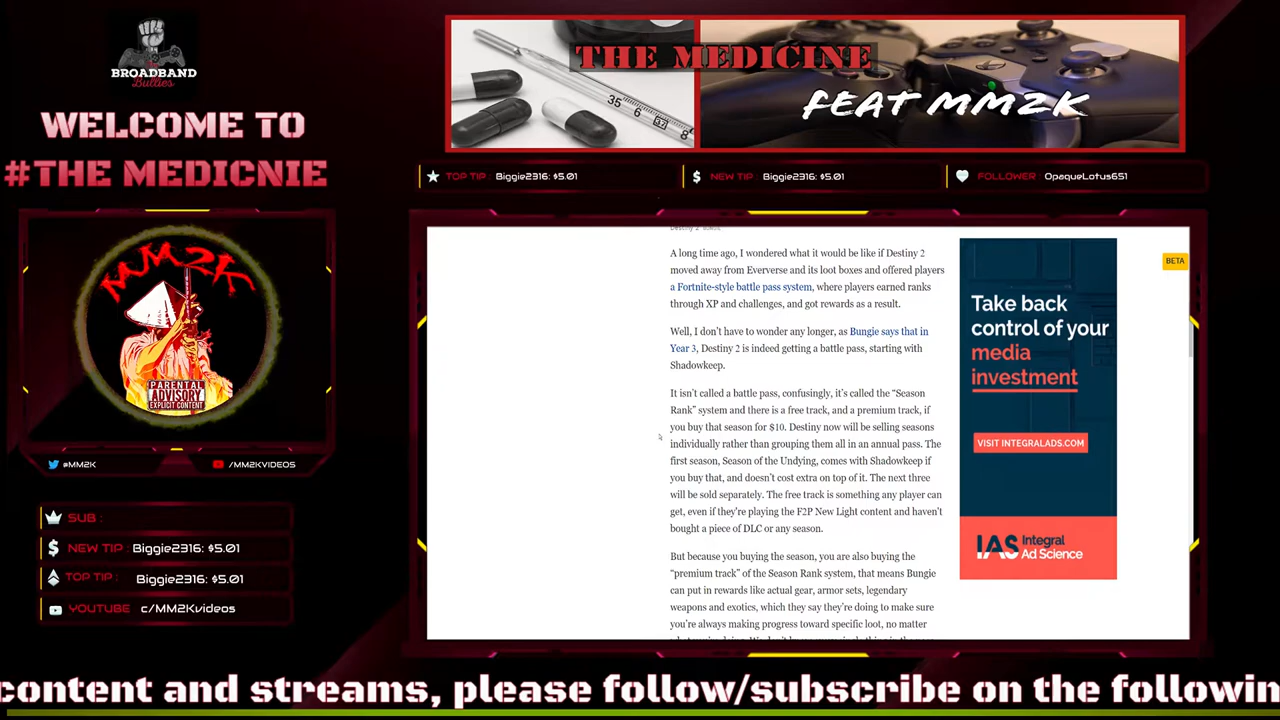 BROADBAND
Bullies
WELCOME TO
#THE MEDICNIE
THE MEDICINE
FEAT MM2K
35
6
37
8
TOP TIP : Biggie2316: $5.01
NEW TIP : Biggie2316: $5.01
FOLLOWER : OpaqueLotus651
MM2K
PARENTAL
ADVISORY
EXPLICIT CONTENT
@MM2K
/MM2KVIDEOS
SUB :
NEW TIP : Biggie2316: $5.01
TOP TIP : Biggie2316: $5.01
YOUTUBE c/MM2Kvideos
Destiny 2
A long time ago, I wondered what it would be like if Destiny 2
moved away from Eververse and its loot boxes and offered players
a Fortnite-style battle pass system, where players earned ranks
through XP and challenges, and got rewards as a result.
Well, I don't have to wonder any longer, as Bungie says that in
Year 3, Destiny 2 is indeed getting a battle pass, starting with
Shadowkeep.
It isn't called a battle pass, confusingly, it's called the “Season
Rank” system and there is a free track, and a premium track, if
you buy that season for $10. Destiny now will be selling seasons
individually rather than grouping them all in an annual pass. The
first season, Season of the Undying, comes with Shadowkeep if
you buy that, and doesn't cost extra on top of it. The next three
will be sold separately. The free track is something any player can
get, even if they're playing the F2P New Light content and haven't
bought a piece of DLC or any season.
But because you buying the season, you are also buying the
“premium track” of the Season Rank system, that means Bungie
can put in rewards like actual gear, armor sets, legendary
weapons and exotics, which they say they're doing to make sure
you're always making progress toward specific loot, no matter
BETA
Take back
control of your
media
investment
VISIT INTEGRALADS.COM
IAS Integral
Ad Science
content and streams, please follow/subscribe on the followin